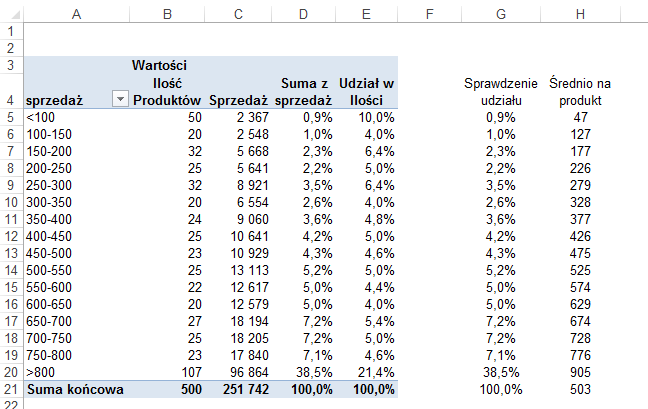 A B C D E F G H
1
2
3 Wartości
Ilość Suma z Udział w Sprawdzenie Średnio na
4 sprzedaż Produktów Sprzedaż sprzedaż Ilości udziału produkt
5 <100 50 2 367 0,9% 10,0% 0,9% 47
6 100-150 20 2 548 1,0% 4,0% 1,0% 127
7 150-200 32 5 668 2,3% 6,4% 2,3% 177
8 200-250 25 5 641 2,2% 5,0% 2,2% 226
9 250-300 32 8 921 3,5% 6,4% 3,5% 279
10 300-350 20 6 554 2,6% 4,0% 2,6% 328
11 350-400 24 9 060 3,6% 4,8% 3,6% 377
12 400-450 25 10 641 4,2% 5,0% 4,2% 426
13 450-500 23 10 929 4,3% 4,6% 4,3% 475
14 500-550 25 13 113 5,2% 5,0% 5,2% 525
15 550-600 22 12 617 5,0% 4,4% 5,0% 574
16 600-650 20 12 579 5,0% 4,0% 5,0% 629
17 650-700 27 18 194 7,2% 5,4% 7,2% 674
18 700-750 25 18 205 7,2% 5,0% 7,2% 728
19 750-800 23 17 840 7,1% 4,6% 7,1% 776
20 >800 107 96 864 38,5% 21,4% 38,5% 905
21 Suma końcowa 500 251 742 100,0% 100,0% 100,0% 503
22